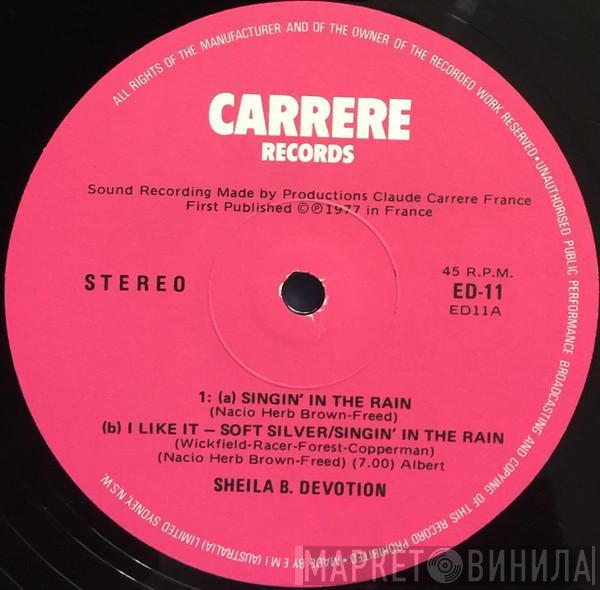 ALL RIGHTS OF THE MANUFACTURER AND OF THE OWNER OF THE RECORDED WORK RESERVED • UNAUTHORISED PUBLIC PERFORMANCE BROADCASTING AND COPYING OF THIS RECORD PROHIBITED • MADE BY E M I (AUSTRALIA) LIMITED SYDNEY, N.S.W.
CARRERE
RECORDS
Sound Recording Made by Productions Claude Carrere France
First Published ©℗1977 in France
STEREO
45 R.P.M.
ED-11
ED11A
1: (a) SINGIN' IN THE RAIN
(Nacio Herb Brown-Freed)
(b) I LIKE IT – SOFT SILVER/SINGIN' IN THE RAIN
(Wickfield-Racer-Forest-Copperman)
(Nacio Herb Brown-Freed) (7.00) Albert
SHEILA B. DEVOTION
МАРКЕТ ВИНИЛА